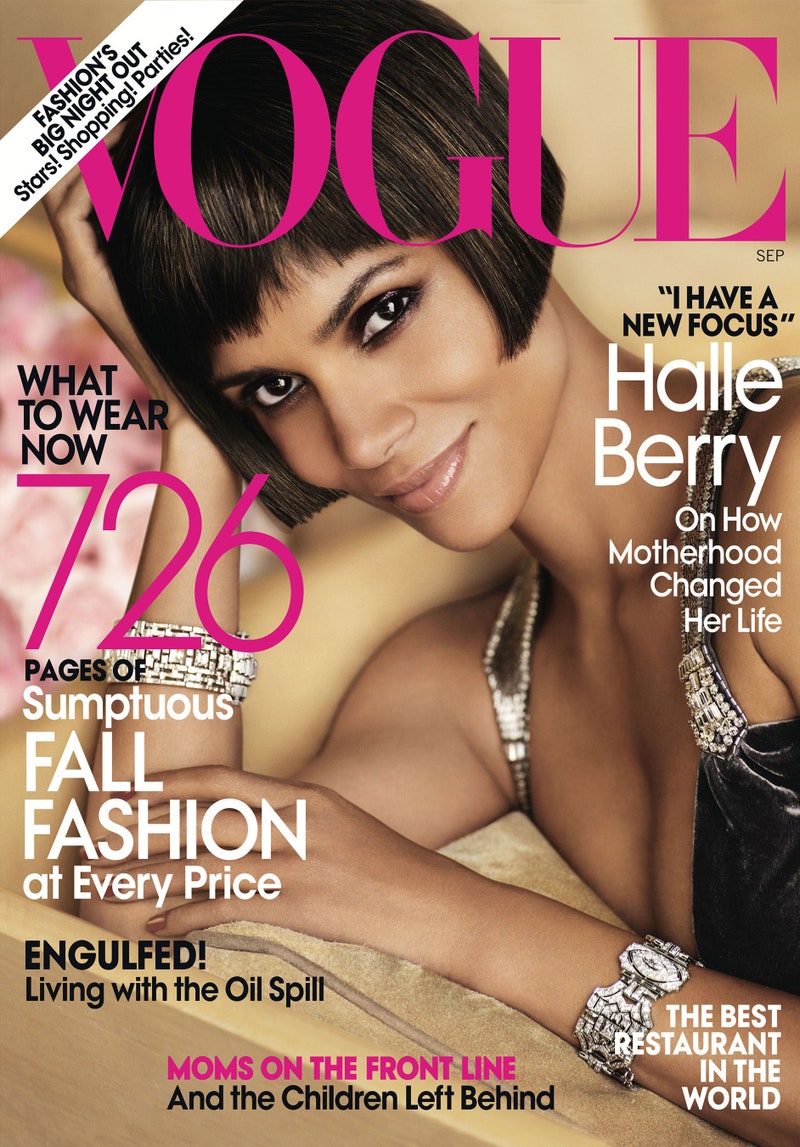 FASHION'S
BIG NIGHT OUT
Stars! Shopping! Parties!
VOGUE
SEP
"I HAVE A
NEW FOCUS"
Halle
Berry
On How
Motherhood
Changed
Her Life
WHAT
TO WEAR
NOW
726
PAGES OF
Sumptuous
FALL
FASHION
at Every Price
ENGULFED!
Living with the Oil Spill
MOMS ON THE FRONT LINE
And the Children Left Behind
THE BEST
RESTAURANT
IN THE
WORLD